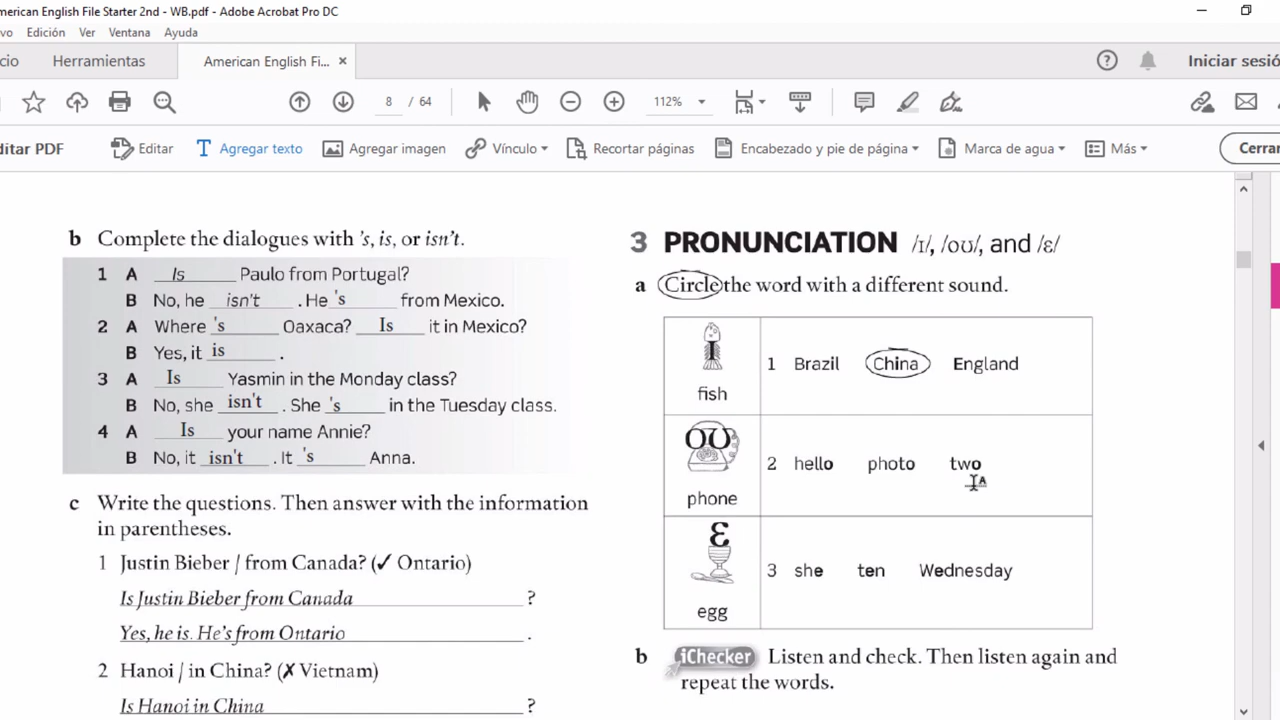 merican English File Starter 2nd - WB.pdf - Adobe Acrobat Pro DC
vo Edición Ver Ventana Ayuda
cio Herramientas American English Fi... × Iniciar sesió
8 / 64 112%
ditar PDF Editar Agregar texto Agregar imagen Vínculo Recortar páginas Encabezado y pie de página Marca de agua Más Cerrar
b Complete the dialogues with 's, is, or isn't.
1 A Is Paulo from Portugal?
B No, he isn't . He 's from Mexico.
2 A Where 's Oaxaca? Is it in Mexico?
B Yes, it is .
3 A Is Yasmin in the Monday class?
B No, she isn't . She 's in the Tuesday class.
4 A Is your name Annie?
B No, it isn't . It 's Anna.
c Write the questions. Then answer with the information
in parentheses.
1 Justin Bieber / from Canada? (✓ Ontario)
Is Justin Bieber from Canada ?
Yes, he is. He's from Ontario .
2 Hanoi / in China? (✗ Vietnam)
Is Hanoi in China ?
3 PRONUNCIATION /ɪ/, /oʊ/, and /ɛ/
a Circle the word with a different sound.
ɪ
fish
1 Brazil China England
oʊ
phone
2 hello photo two
ɛ
egg
3 she ten Wednesday
b iChecker Listen and check. Then listen again and
repeat the words.